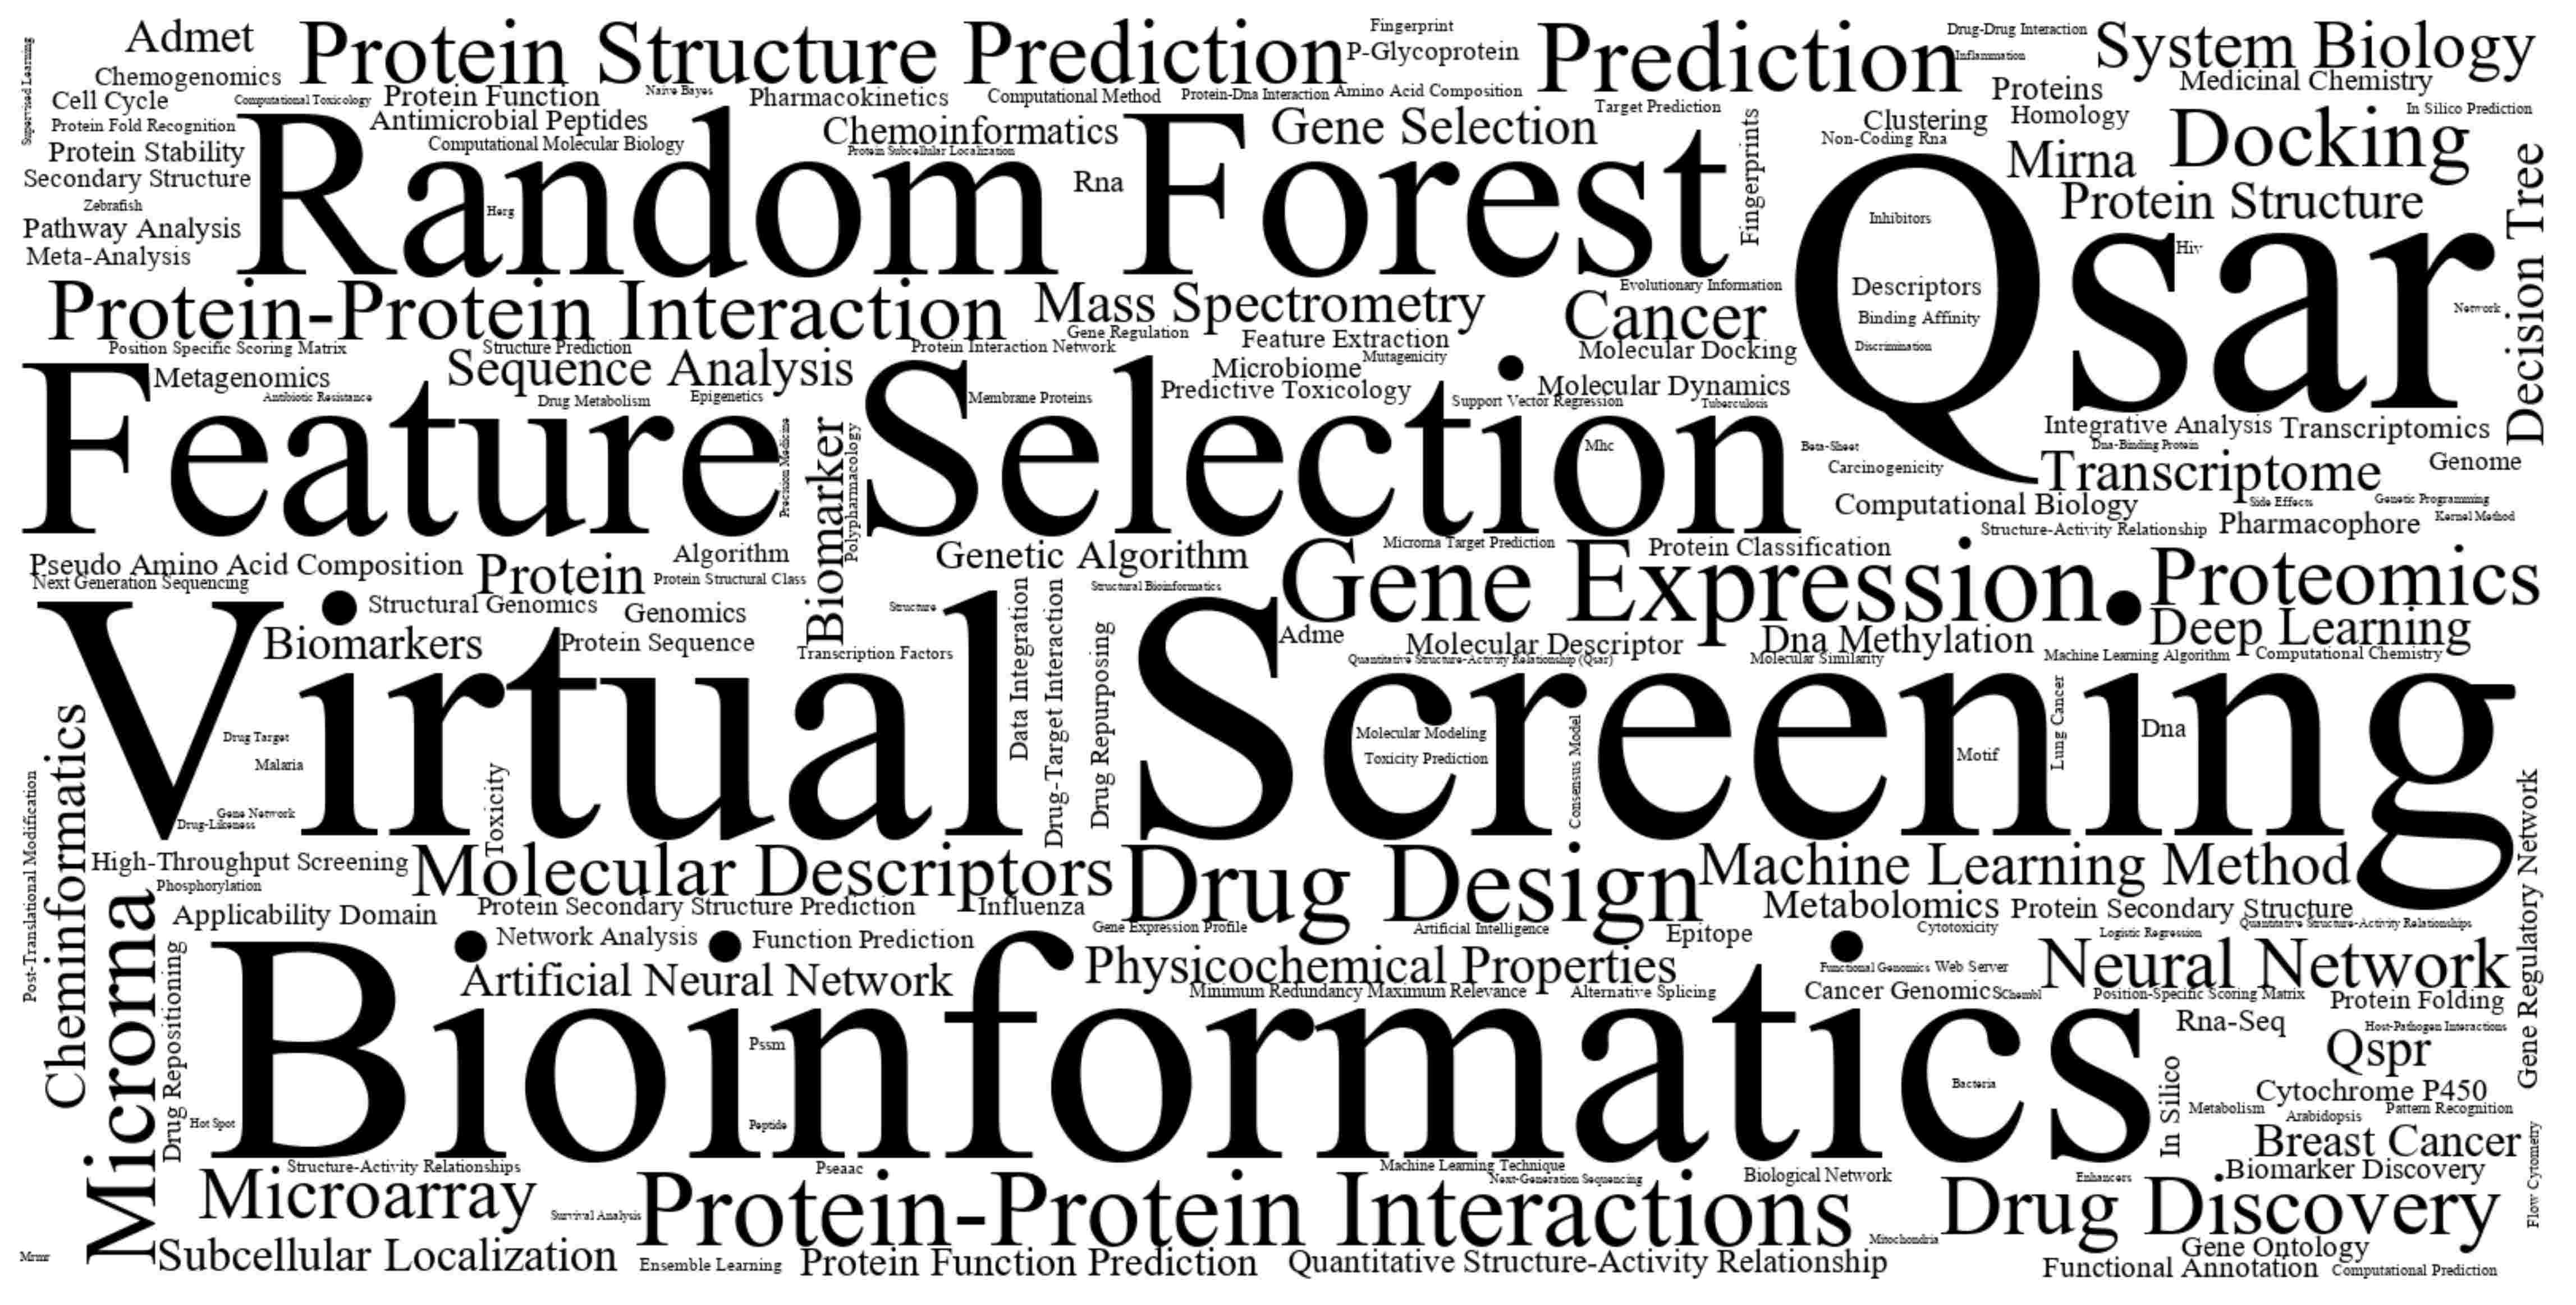 Admet
Protein Structure Prediction
Fingerprint
P-Glycoprotein
Prediction
Drug-Drug Interaction
Inflammation
System Biology
Supervised Learning
Chemogenomics
Medicinal Chemistry
Cell Cycle
Computational Toxicology
Protein Function
Naive Bayes
Pharmacokinetics
Computational Method
Protein-Dna Interaction
Amino Acid Composition
Target Prediction
Proteins
In Silico Prediction
Protein Fold Recognition
Antimicrobial Peptides
Chemoinformatics
Gene Selection
Fingerprints
Clustering
Homology
Docking
Protein Stability
Computational Molecular Biology
Protein Subcellular Localization
Non-Coding Rna
Mirna
Random Forest
Secondary Structure
Rna
Qsar
Protein Structure
Decision Tree
Zebrafish
Herg
Inhibitors
Pathway Analysis
Hiv
Meta-Analysis
Evolutionary Information
Descriptors
Protein-Protein Interaction
Mass Spectrometry
Cancer
Network
Gene Regulation
Binding Affinity
Position Specific Scoring Matrix
Structure Prediction
Protein Interaction Network
Feature Extraction
Molecular Docking
Discrimination
Metagenomics
Sequence Analysis
Microbiome
Mutagenicity
Antibiotic Resistance
Drug Metabolism
Epigenetics
Membrane Proteins
Predictive Toxicology
Molecular Dynamics
Support Vector Regression
Tuberculosis
Feature Selection
Precision Medicine
Biomarker
Polypharmacology
Mhc
Beta-Sheet
Integrative Analysis
Transcriptomics
Dna-Binding Protein
Carcinogenicity
Transcriptome
Genome
Computational Biology
Side Effects
Genetic Programming
Structure-Activity Relationship
Pharmacophore
Kernel Method
Pseudo Amino Acid Composition
Next Generation Sequencing
Protein
Algorithm
Protein Structural Class
Genetic Algorithm
Microrna Target Prediction
Protein Classification
Gene Expression
Proteomics
Structural Bioinformatics
Structural Genomics
Genomics
Structure
Data Integration
Drug-Target Interaction
Drug Repurposing
Biomarkers
Protein Sequence
Transcription Factors
Adme
Molecular Descriptor
Dna Methylation
Deep Learning
Quantitative Structure-Activity Relationship (Qsar)
Molecular Similarity
Machine Learning Algorithm
Computational Chemistry
Virtual Screening
Drug Target
Malaria
Toxicity
Molecular Modeling
Toxicity Prediction
Consensus Model
Motif
Lung Cancer
Dna
Gene Network
Drug-Likeness
Post-Translational Modification
Cheminformatics
High-Throughput Screening
Molecular Descriptors
Drug Design
Machine Learning Method
Gene Regulatory Network
Phosphorylation
Microrna
Applicability Domain
Protein Secondary Structure Prediction
Influenza
Metabolomics
Protein Secondary Structure
Gene Expression Profile
Artificial Intelligence
Epitope
Cytotoxicity
Logistic Regression
Quantitative Structure-Activity Relationships
Drug Repositioning
Network Analysis
Function Prediction
Artificial Neural Network
Physicochemical Properties
Functional Genomics
Web Server
Neural Network
Minimum Redundancy Maximum Relevance
Alternative Splicing
Cancer Genomics
Chembl
Position-Specific Scoring Matrix
Protein Folding
Bioinformatics
Rna-Seq
Host-Pathogen Interactions
Pssm
Qspr
Bacteria
In Silico
Cytochrome P450
Metabolism
Arabidopsis
Pattern Recognition
Hot Spot
Peptide
Breast Cancer
Flow Cytometry
Structure-Activity Relationships
Pseaac
Machine Learning Technique
Next-Generation Sequencing
Biological Network
Enhancers
Biomarker Discovery
Microarray
Survival Analysis
Protein-Protein Interactions
Drug Discovery
Mitochondria
Mrmr
Subcellular Localization
Ensemble Learning
Protein Function Prediction
Quantitative Structure-Activity Relationship
Gene Ontology
Functional Annotation
Computational Prediction